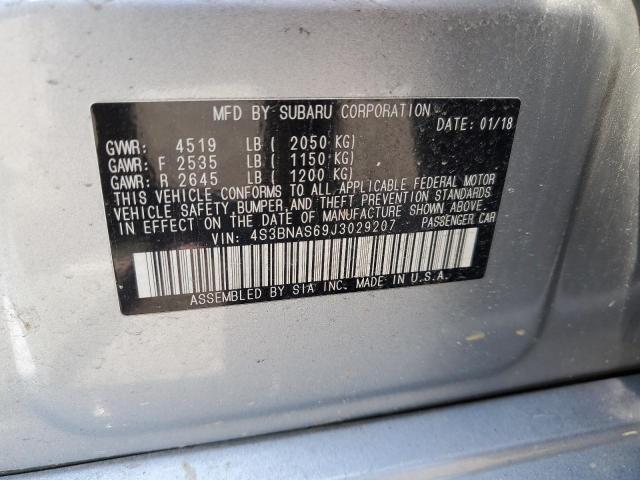 MFD BY SUBARU CORPORATION
DATE: 01/18
GVWR: 4519 LB ( 2050 KG)
GAWR: F 2535 LB ( 1150 KG)
GAWR: R 2645 LB ( 1200 KG)
THIS VEHICLE CONFORMS TO ALL APPLICABLE FEDERAL MOTOR
VEHICLE SAFETY, BUMPER, AND THEFT PREVENTION STANDARDS
IN EFFECT ON THE DATE OF MANUFACTURE SHOWN ABOVE.
VIN: 4S3BNAS69J3029207 PASSENGER CAR
ASSEMBLED BY SIA INC. MADE IN U.S.A.